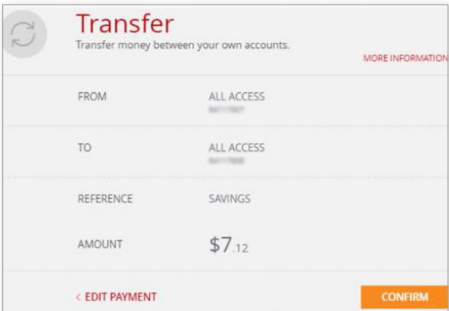 Transfer
Transfer money between your own accounts.
MORE INFORMATION
FROM ALL ACCESS
TO ALL ACCESS
REFERENCE SAVINGS
AMOUNT $7.12
< EDIT PAYMENT CONFIRM